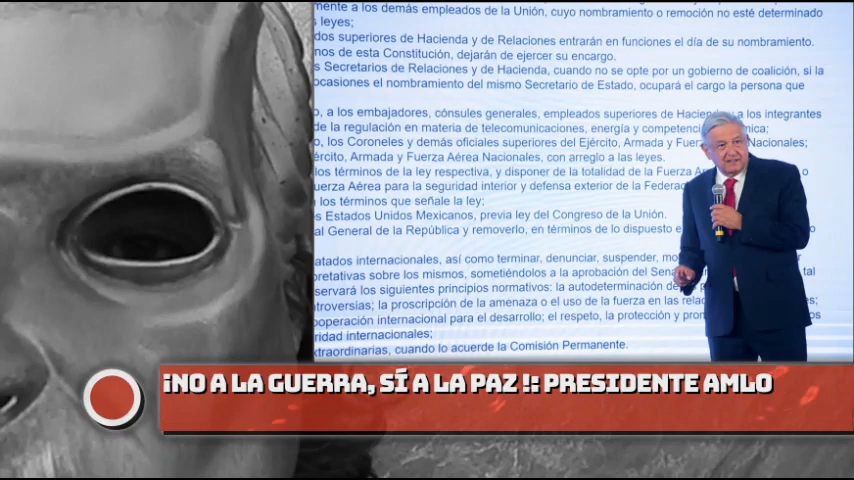 mente a los demás empleados de la Unión, cuyo nombramiento o remoción no esté determinado
s leyes;
dos superiores de Hacienda y de Relaciones entrarán en funciones el día de su nombramiento.
nos de esta Constitución, dejarán de ejercer su encargo.
s Secretarios de Relaciones y de Hacienda, cuando no se opte por un gobierno de coalición, si la
ocasiones el nombramiento del mismo Secretario de Estado, ocupará el cargo la persona que
o, a los embajadores, cónsules generales, empleados superiores de Hacienda y a los integrantes
de la regulación en materia de telecomunicaciones, energía y competencia
o, los Coroneles y demás oficiales superiores del Ejército, Armada y Fuerza Nacionales;
ército, Armada y Fuerza Aérea Nacionales, con arreglo a las leyes.
los términos de la ley respectiva, y disponer de la totalidad de la Fuerza o
uerza Aérea para la seguridad interior y defensa exterior de la
los términos que señale la ley;
s Estados Unidos Mexicanos, previa ley del Congreso de la Unión.
al General de la República y removerlo, en términos de lo dispuesto
atados internacionales, así como terminar, denunciar, suspender,
pretativas sobre los mismos, sometiéndolos a la aprobación del tal
servará los siguientes principios normativos: la autodeterminación de
troversias; la proscripción de la amenaza o el uso de la fuerza en las
ooperación internacional para el desarrollo; el respeto, la protección y os
ridad internacionales;
extraordinarias, cuando lo acuerde la Comisión Permanente.
¡NO A LA GUERRA, SÍ A LA PAZ !: PRESIDENTE AMLO